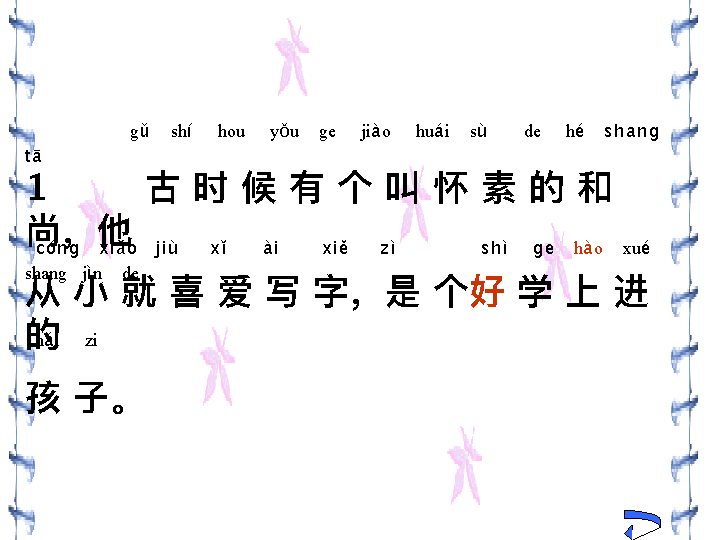 gǔ shí hou yǒu ge jiào huái sù de hé shang
tā
1 古时候有个叫怀素的和
尚，他
cóng xiǎo jiù xǐ ài xiě zì shì ge hào xué
shang jìn de
从小就喜爱写字，是个好学上进
的
zi
孩子。